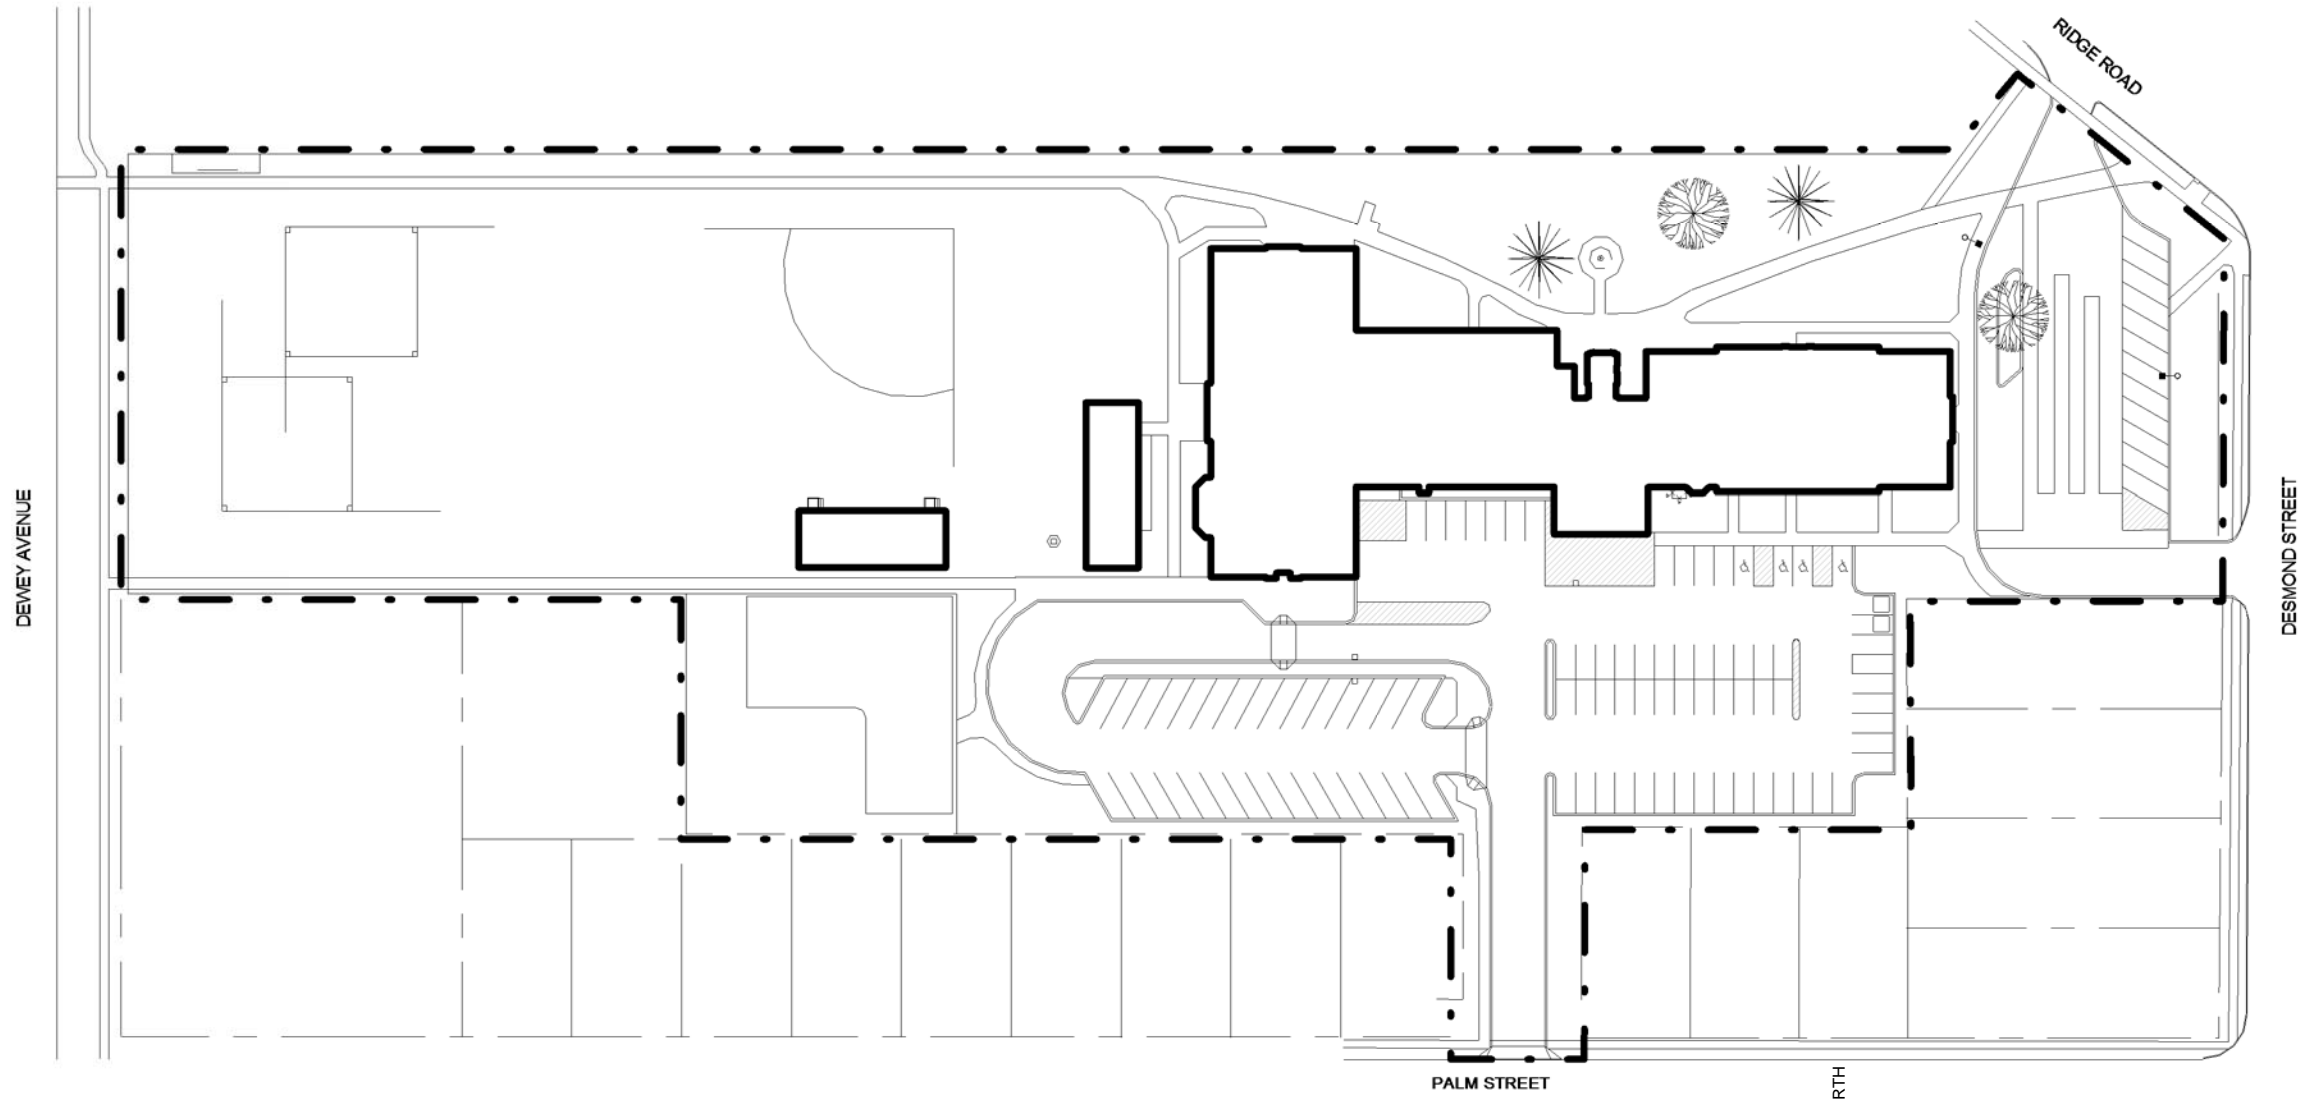 RIDGE ROAD
DEWEY AVENUE
DESMOND STREET
PALM STREET
RTH